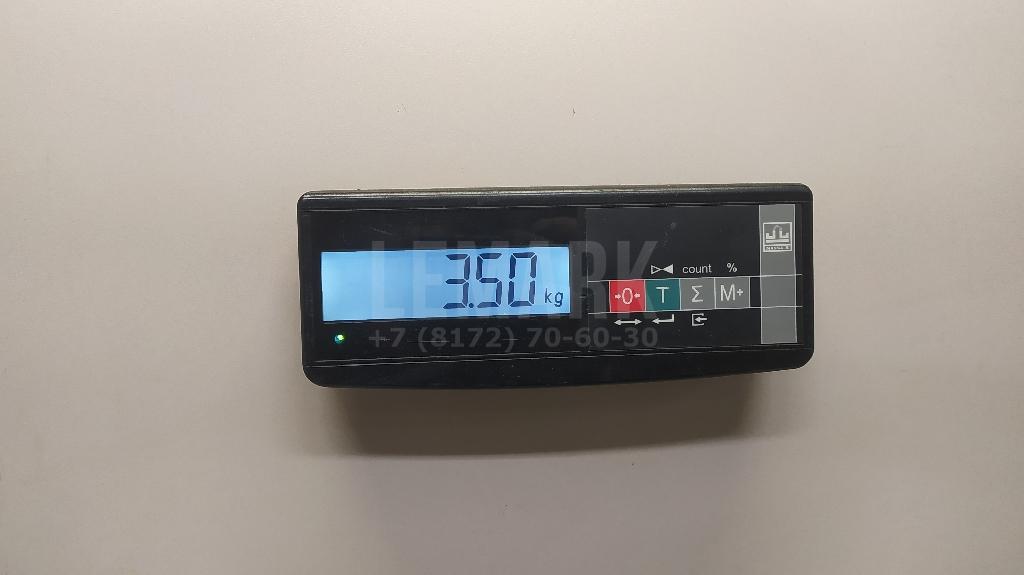 LEMARK
3.50 kg
count %
→0← T Σ M+
+7 (8172) 70-60-30